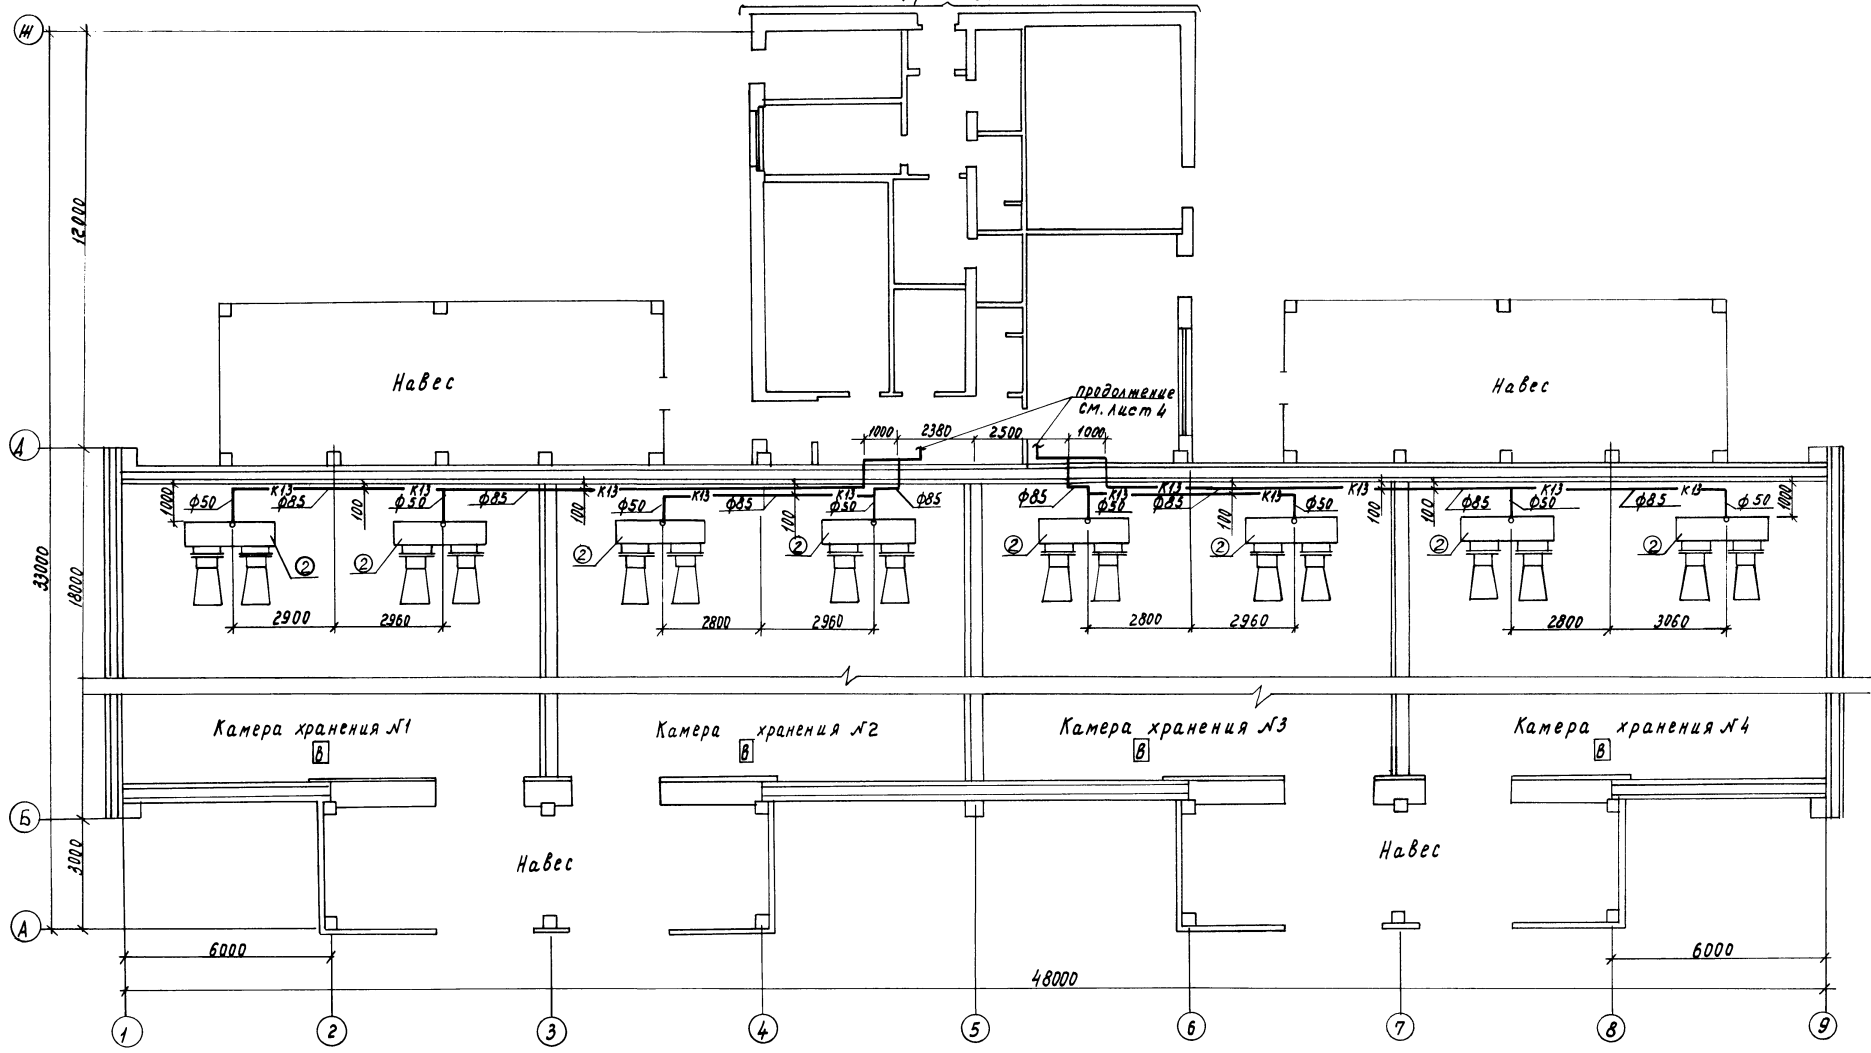 Ж
12000
33000
18000
3000
Навес
Навес
продолжение
см. лист 4
1000 2380 2500 1000
Д
1000 ф50 К13 ф85 100 К13 ф50 ф85 К13 100 ф50 К13 ф85 100 К13 ф50 ф85
ф85 К13 ф50 К13 ф85 100 К13 ф50 К13 100 100 ф85 К13 ф50 ф85 К13 ф50 1000
2 2 2 2 2 2 2 2
2900 2960 2800 2960 2800 2960 2800 3060
Камера хранения №1
В
Камера хранения №2
В
Камера хранения №3
В
Камера хранения №4
В
Б
Навес
Навес
А
6000 6000
48000
1 2 3 4 5 6 7 8 9